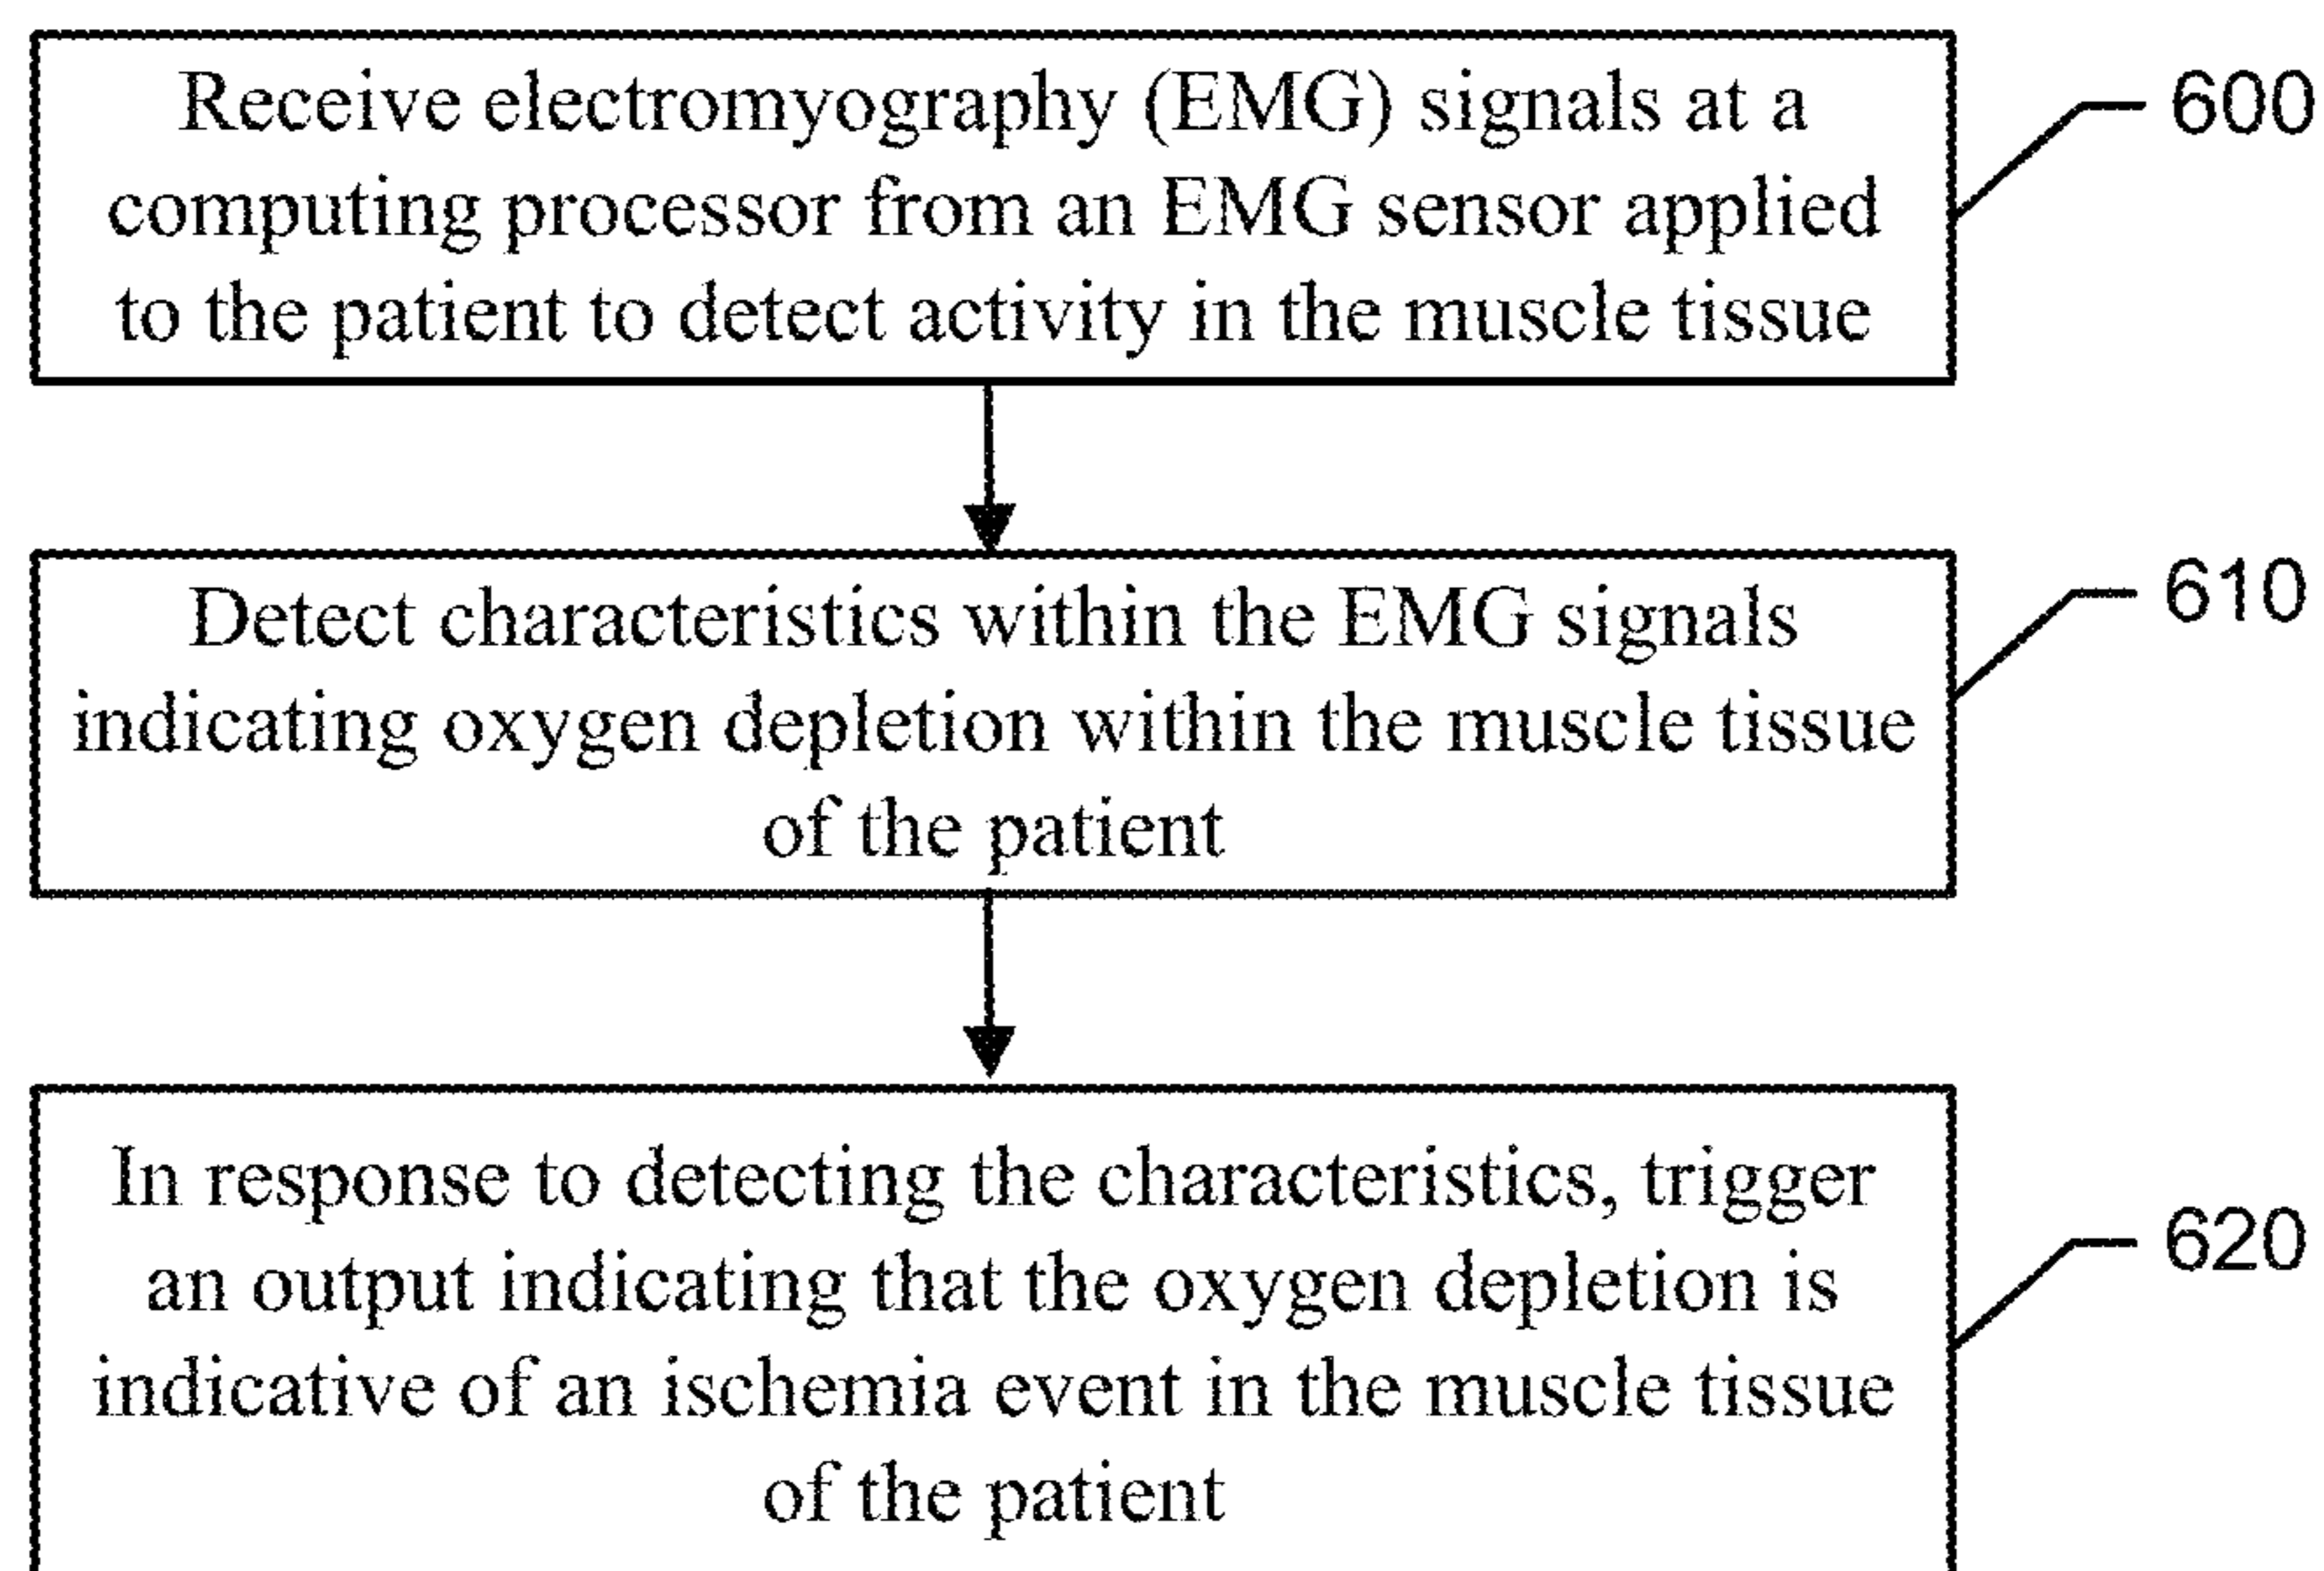 Receive electromyography (EMG) signals at a
computing processor from an EMG sensor applied
to the patient to detect activity in the muscle tissue
600
Detect characteristics within the EMG signals
indicating oxygen depletion within the muscle tissue
of the patient
610
In response to detecting the characteristics, trigger
an output indicating that the oxygen depletion is
indicative of an ischemia event in the muscle tissue
of the patient
620